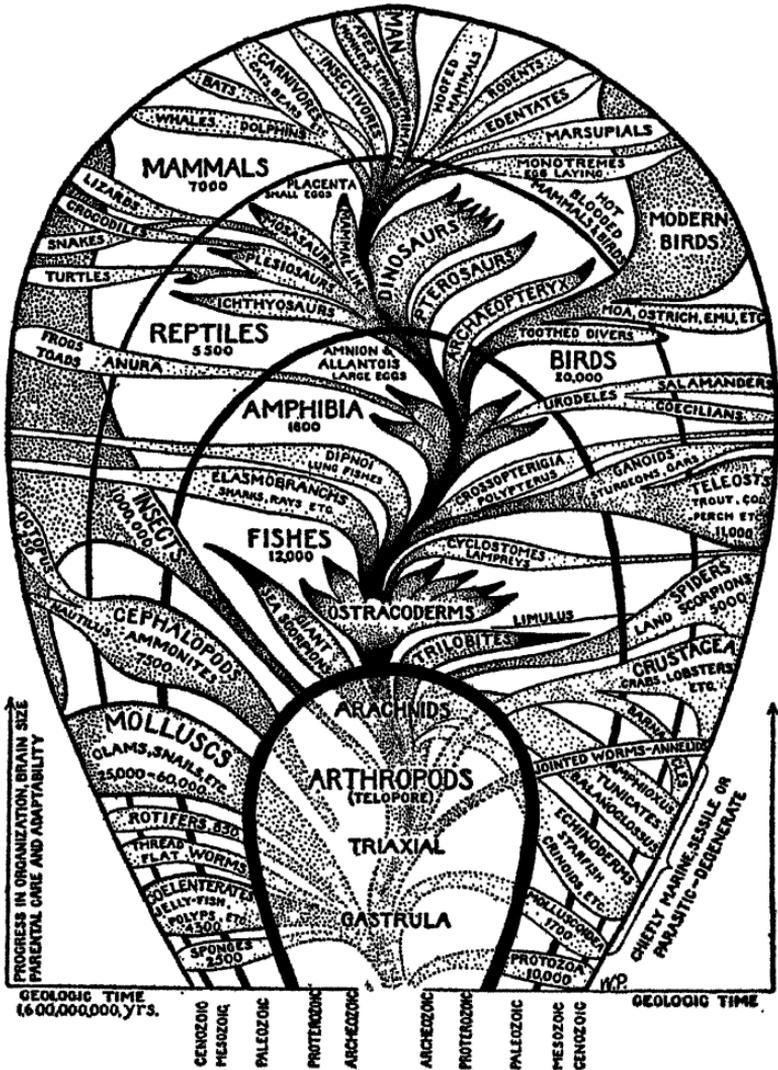 MAN
APES
HOOFED
MAMMALS
RODENTS
EDENTATES
MARSUPIALS
MONOTREMES
EGG LAYING
INSECTIVORES
CARNIVORES
CATS, BEARS
BATS
WHALES DOLPHINS
MAMMALS
7000
PLACENTA
SMALL EGGS
HOT
BLOODED
MAMMALS & BIRDS
MODERN
BIRDS
LIZARDS
CROCODILES
SNAKES
TURTLES
MOSASAURS
PLESIOSAURS
ICHTHYOSAURS
MAMMAL LIKE
DINOSAURS
PTEROSAURS
ARCHAEOPTERYX
MOA, OSTRICH, EMU, ETC
TOOTHED DIVERS
REPTILES
5500
BIRDS
20,000
FROGS
TOADS
ANURA
AMNION &
ALLANTOIS
LARGE EGGS
AMPHIBIA
1800
URODELES
SALAMANDERS
COECILIANS
DIPNOI
LUNG FISHES
ELASMOBRANCHS
SHARKS, RAYS ETC
CROSSOPTERIGIA
POLYPTERUS
GANOIDS
STURGEONS, GARS
TELEOSTS
TROUT, COD
PERCH ETC
11,000
INSECTS
1,000,000
FISHES
12,000
CYCLOSTOMES
LAMPREYS
OSTRACODERMS
GIANT
SEA SCORPIONS
LIMULUS
TRILOBITES
SPIDERS
LAND SCORPIONS
5000
NAUTILUS
CEPHALOPODS
AMMONITES
7500
CRUSTACEA
CRABS, LOBSTERS
ETC.
BARNACLES
ARACHNIDS
MOLLUSCS
CLAMS, SNAILS, ETC
25,000-60,000
JOINTED WORMS-ANNELIDS
AMPHIOXUS
TUNICATES
BALANOGLOSSUS
ARTHROPODS
(TELOPORE)
ROTIFERS, 830
THREAD
FLAT WORMS
TRIAXIAL
ECHINODERMS
STARFISH
CRINOIDS, ETC.
COELENTERATES
JELLY-FISH,
POLYPS, ETC
4300
GASTRULA
MOLLUSCOIDEA
1700
SPONGES
2500
PROTOZOA
10,000
PROGRESS IN ORGANIZATION, BRAIN SIZE
PARENTAL CARE AND ADAPTABILITY
CHIEFLY MARINE, SESSILE OR
PARASITIC-DEGENERATE
W.P.
GEOLOGIC TIME
1,600,000,000, yrs.
GEOLOGIC TIME
CENOZOIC
MESOZOIC
PALEOZOIC
PROTEROZOIC
ARCHEOZOIC
ARCHEOZOIC
PROTEROZOIC
PALEOZOIC
MESOZOIC
CENOZOIC